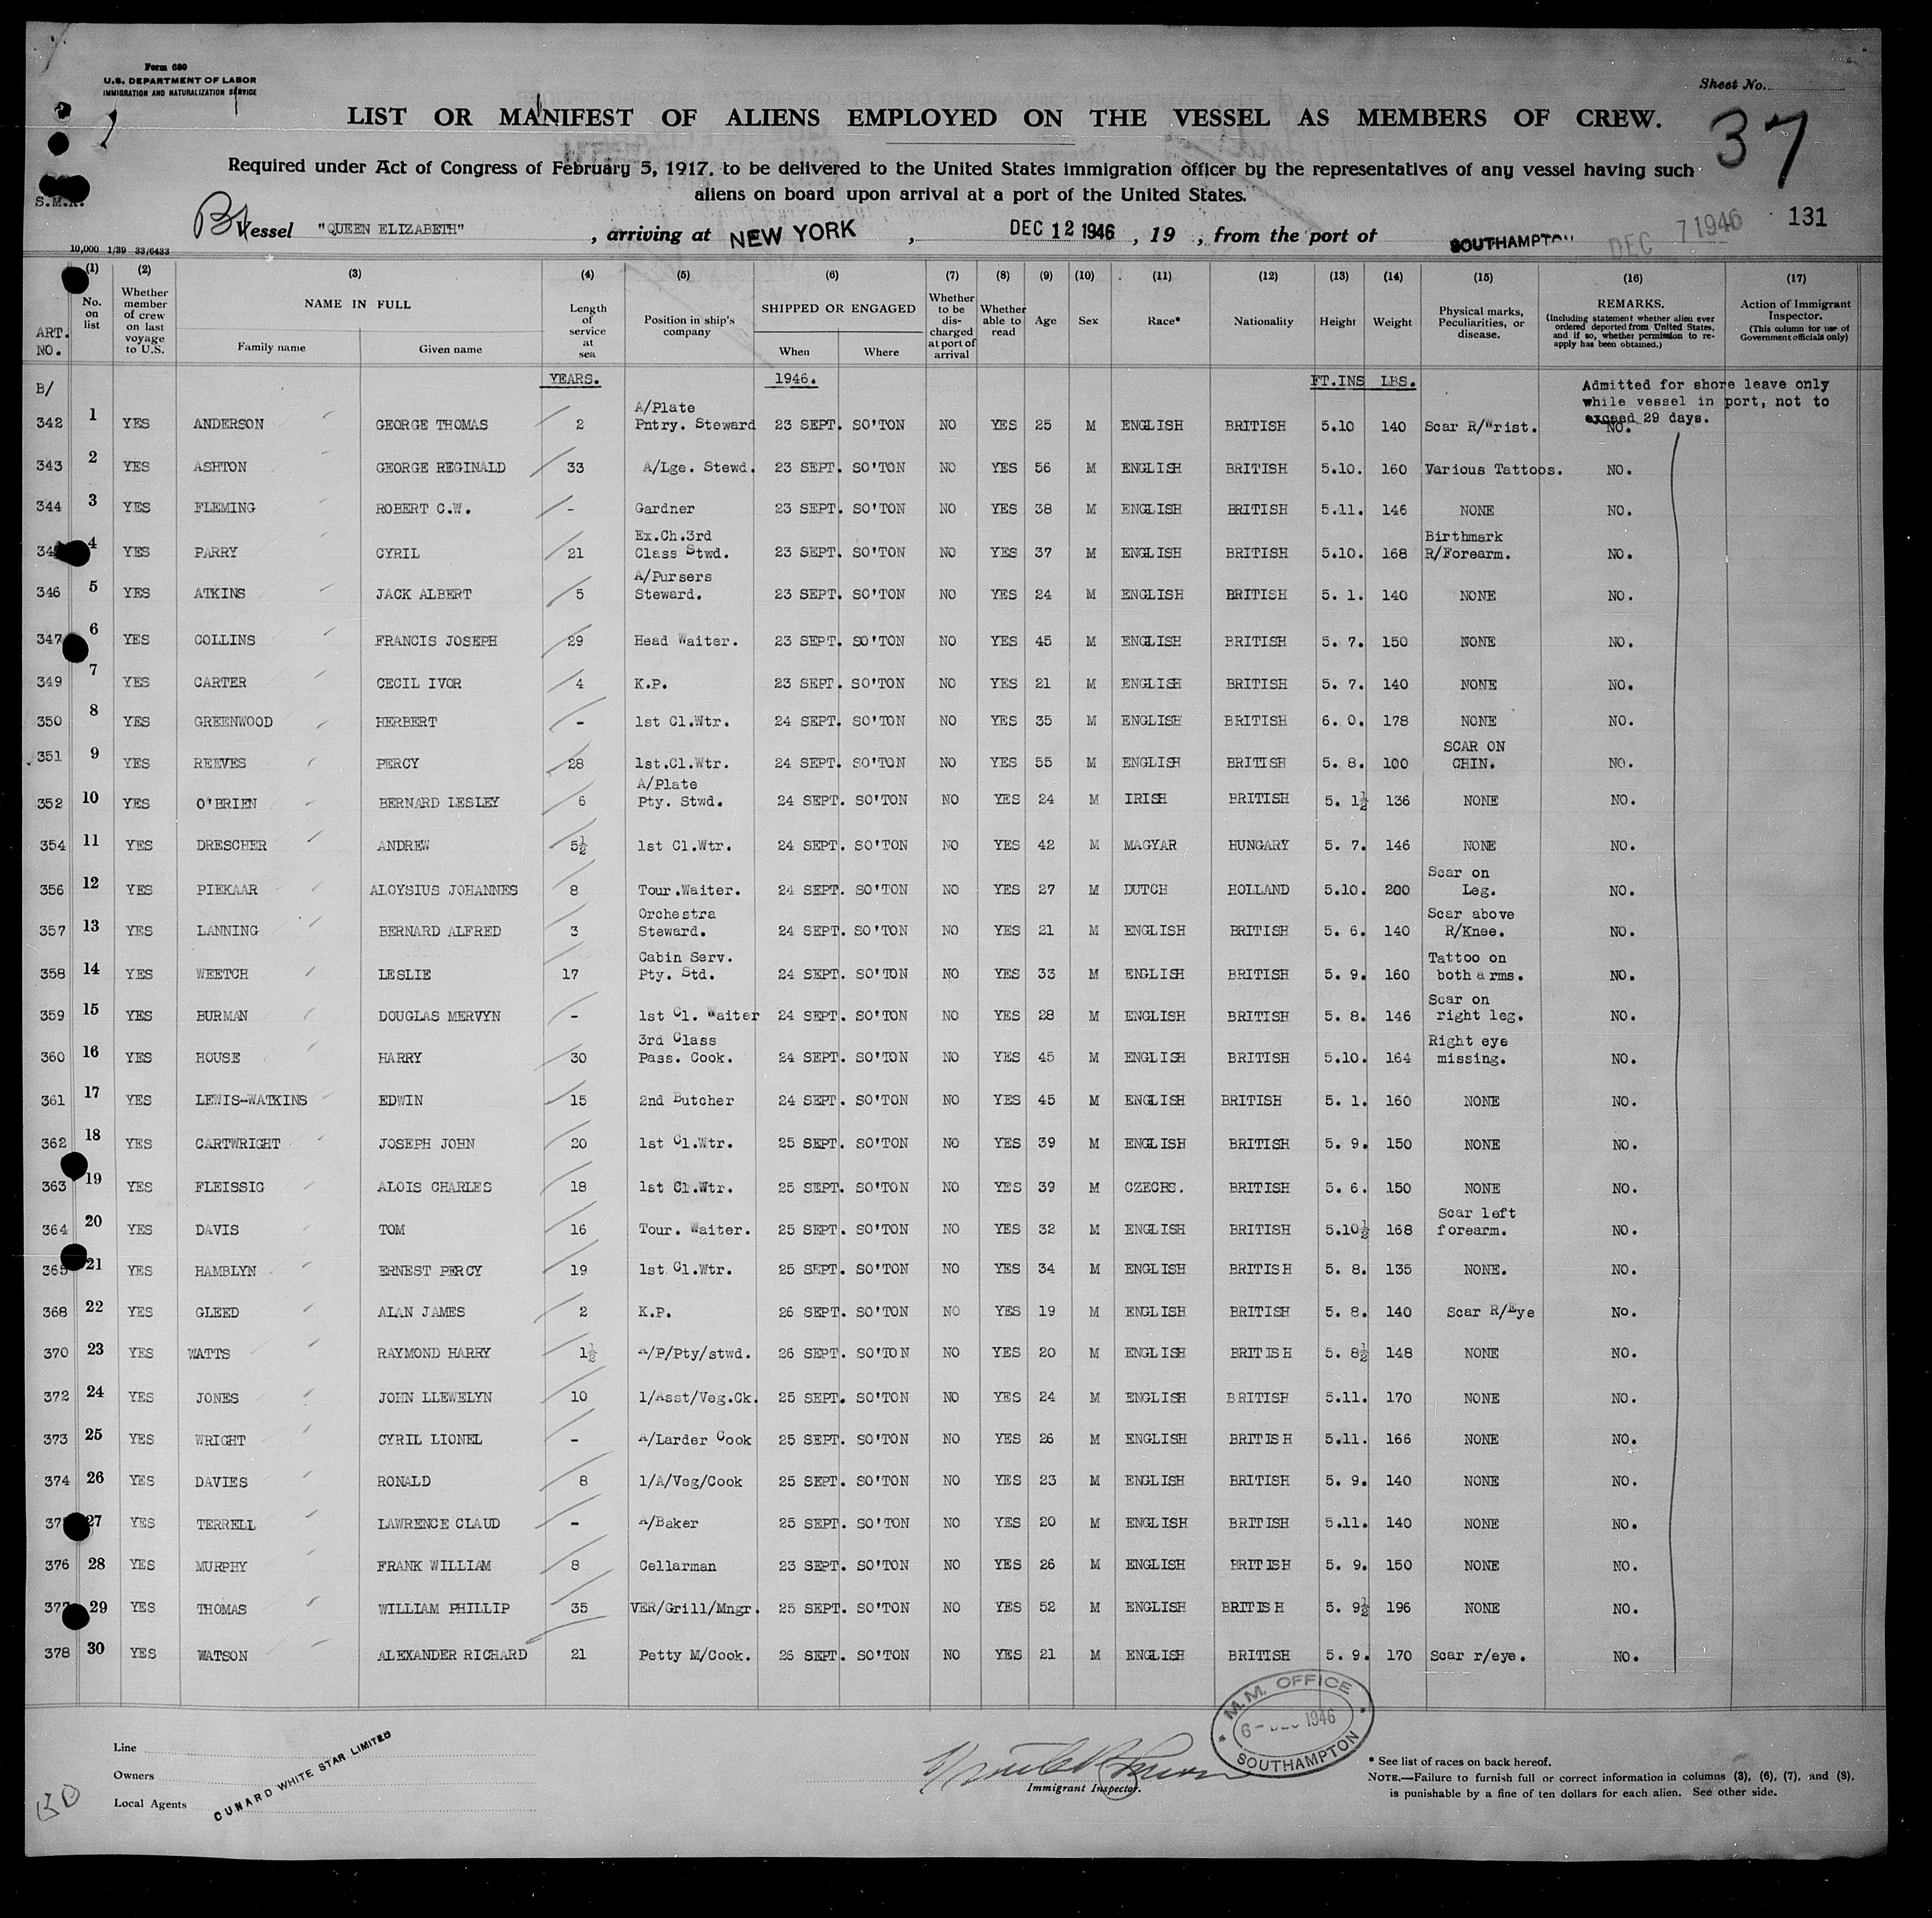 Form 680
U.S. DEPARTMENT OF LABOR
IMMIGRATION AND NATURALIZATION SERVICE
Sheet No.
LIST OR MANIFEST OF ALIENS EMPLOYED ON THE VESSEL AS MEMBERS OF CREW.
37
Required under Act of Congress of February 5, 1917, to be delivered to the United States immigration officer by the representatives of any vessel having such
aliens on board upon arrival at a port of the United States.
S.M.R.
Vessel "QUEEN ELIZABETH", arriving at NEW YORK, DEC 12 1946, 19 , from the port of SOUTHAMPTON DEC 7 1946 131
10,000 1/39 33/6433
(1) (2) (3) (4) (5) (6) (7) (8) (9) (10) (11) (12) (13) (14) (15) (16) (17)
ART. NO. No. on list Whether member of crew on last voyage to U.S. NAME IN FULL Family name Given name Length of service at sea Position in ship's company SHIPPED OR ENGAGED When Where Whether to be discharged at port of arrival Whether able to read Age Sex Race* Nationality Height Weight Physical marks, Peculiarities, or disease. REMARKS. (Including statement whether alien ever ordered deported from United States, and if so, whether permission to re-apply has been obtained.) Action of Immigrant Inspector. (This column for use of Government officials only)
B/ YEARS. 1946. FT.INS LBS. Admitted for shore leave only
while vessel in port, not to
exceed 29 days.
342 1 YES ANDERSON GEORGE THOMAS 2 A/Plate Pntry. Steward 23 SEPT. SO'TON NO YES 25 M ENGLISH BRITISH 5.10 140 Scar R/Wrist. NO.
343 2 YES ASHTON GEORGE REGINALD 33 A/Lge. Stewd. 23 SEPT. SO'TON NO YES 56 M ENGLISH BRITISH 5.10. 160 Various Tattoos. NO.
344 3 YES FLEMING ROBERT C.W. - Gardner 23 SEPT. SO'TON NO YES 38 M ENGLISH BRITISH 5.11. 146 NONE NO.
4 YES PARRY CYRIL 21 Ex.Ch.3rd Class Stwd. 23 SEPT. SO'TON NO YES 37 M ENGLISH BRITISH 5.10. 168 Birthmark R/Forearm. NO.
346 5 YES ATKINS JACK ALBERT 5 A/Pursers Steward. 23 SEPT. SO'TON NO YES 24 M ENGLISH BRITISH 5. 1. 140 NONE NO.
347 6 YES COLLINS FRANCIS JOSEPH 29 Head Waiter. 23 SEPT. SO'TON NO YES 45 M ENGLISH BRITISH 5. 7. 150 NONE NO.
349 7 YES CARTER CECIL IVOR 4 K.P. 23 SEPT. SO'TON NO YES 21 M ENGLISH BRITISH 5. 7. 140 NONE NO.
350 8 YES GREENWOOD HERBERT - 1st Cl.Wtr. 24 SEPT. SO'TON NO YES 35 M ENGLISH BRITISH 6. 0. 178 NONE NO.
351 9 YES REEVES PERCY 28 1st.Cl.Wtr. 24 SEPT. SO'TON NO YES 55 M ENGLISH BRITISH 5. 8. 100 SCAR ON CHIN. NO.
352 10 YES O'BRIEN BERNARD LESLEY 6 A/Plate Pty. Stwd. 24 SEPT. SO'TON NO YES 24 M IRISH BRITISH 5. 1½ 136 NONE NO.
354 11 YES DRESCHER ANDREW 5½ 1st Cl.Wtr. 24 SEPT. SO'TON NO YES 42 M MAGYAR HUNGARY 5. 7. 146 NONE NO.
356 12 YES PIEKAAR ALOYSIUS JOHANNES 8 Tour.Waiter. 24 SEPT. SO'TON NO YES 27 M DUTCH HOLLAND 5.10. 200 Scar on Leg. NO.
357 13 YES LANNING BERNARD ALFRED 3 Orchestra Steward. 24 SEPT. SO'TON NO YES 21 M ENGLISH BRITISH 5. 6. 140 Scar above R/Knee. NO.
358 14 YES WEETCH LESLIE 17 Cabin Serv. Pty. Std. 24 SEPT. SO'TON NO YES 33 M ENGLISH BRITISH 5. 9. 160 Tattoo on both arms. NO.
359 15 YES BURMAN DOUGLAS MERVYN - 1st Cl. Waiter 24 SEPT. SO'TON NO YES 28 M ENGLISH BRITISH 5. 8. 146 Scar on right leg. NO.
360 16 YES HOUSE HARRY 30 3rd Class Pass. Cook. 24 SEPT. SO'TON NO YES 45 M ENGLISH BRITISH 5.10. 164 Right eye missing. NO.
361 17 YES LEWIS-WATKINS EDWIN 15 2nd Butcher 24 SEPT. SO'TON NO YES 45 M ENGLISH BRITISH 5. 1. 160 NONE NO.
362 18 YES CARTWRIGHT JOSEPH JOHN 20 1st Cl.Wtr. 25 SEPT. SO'TON NO YES 39 M ENGLISH BRITISH 5. 9. 150 NONE NO.
363 19 YES FLEISSIG ALOIS CHARLES 18 1st Cl.Wtr. 25 SEPT. SO'TON NO YES 39 M CZECHS. BRITISH 5. 6. 150 NONE NO.
364 20 YES DAVIS TOM 16 Tour. Waiter. 25 SEPT. SO'TON NO YES 32 M ENGLISH BRITISH 5.10½ 168 Scar left forearm. NO.
365 21 YES HAMBLYN ERNEST PERCY 19 1st Cl.Wtr. 25 SEPT. SO'TON NO YES 34 M ENGLISH BRITISH 5. 8. 135 NONE. NO.
368 22 YES GLEED ALAN JAMES 2 K.P. 26 SEPT. SO'TON NO YES 19 M ENGLISH BRITISH 5. 8. 140 Scar R/Eye No.
370 23 YES WATTS RAYMOND HARRY 1½ A/P/Pty/stwd. 26 SEPT. SO'TON NO YES 20 M ENGLISH BRITISH 5. 8½ 148 NONE NO.
372 24 YES JONES JOHN LLEWELYN 10 1/Asst/Veg.Ck. 25 SEPT. SO'TON NO YES 24 M ENGLISH BRITISH 5.11. 170 NONE NO.
373 25 YES WRIGHT CYRIL LIONEL - A/Larder Cook 25 SEPT. SO'TON NO YES 26 M ENGLISH BRITISH 5.11. 166 NONE NO.
374 26 YES DAVIES RONALD 8 1/A/Veg/Cook 25 SEPT. SO'TON NO YES 23 M ENGLISH BRITISH 5. 9. 140 NONE NO.
27 YES TERRELL LAWRENCE CLAUD - A/Baker 25 SEPT. SO'TON NO YES 20 M ENGLISH BRITISH 5.11. 140 NONE NO.
376 28 YES MURPHY FRANK WILLIAM 8 Cellarman 23 SEPT. SO'TON NO YES 26 M ENGLISH BRITISH 5. 9. 150 NONE NO.
377 29 YES THOMAS WILLIAM PHILLIP 35 VER/Grill/Mngr. 25 SEPT. SO'TON NO YES 52 M ENGLISH BRITISH 5. 9½ 196 NONE NO.
378 30 YES WATSON ALEXANDER RICHARD 21 Petty M/Cook. 26 SEPT. SO'TON NO YES 21 M ENGLISH BRITISH 5. 9. 170 Scar r/eye. NO.
M.M. OFFICE
6 - DEC 1946
SOUTHAMPTON
Line
Owners
Local Agents
CUNARD WHITE STAR LIMITED
30
Immigrant Inspector.
* See list of races on back hereof.
NOTE.—Failure to furnish full or correct information in columns (3), (6), (7), and (8),
is punishable by a fine of ten dollars for each alien. See other side.